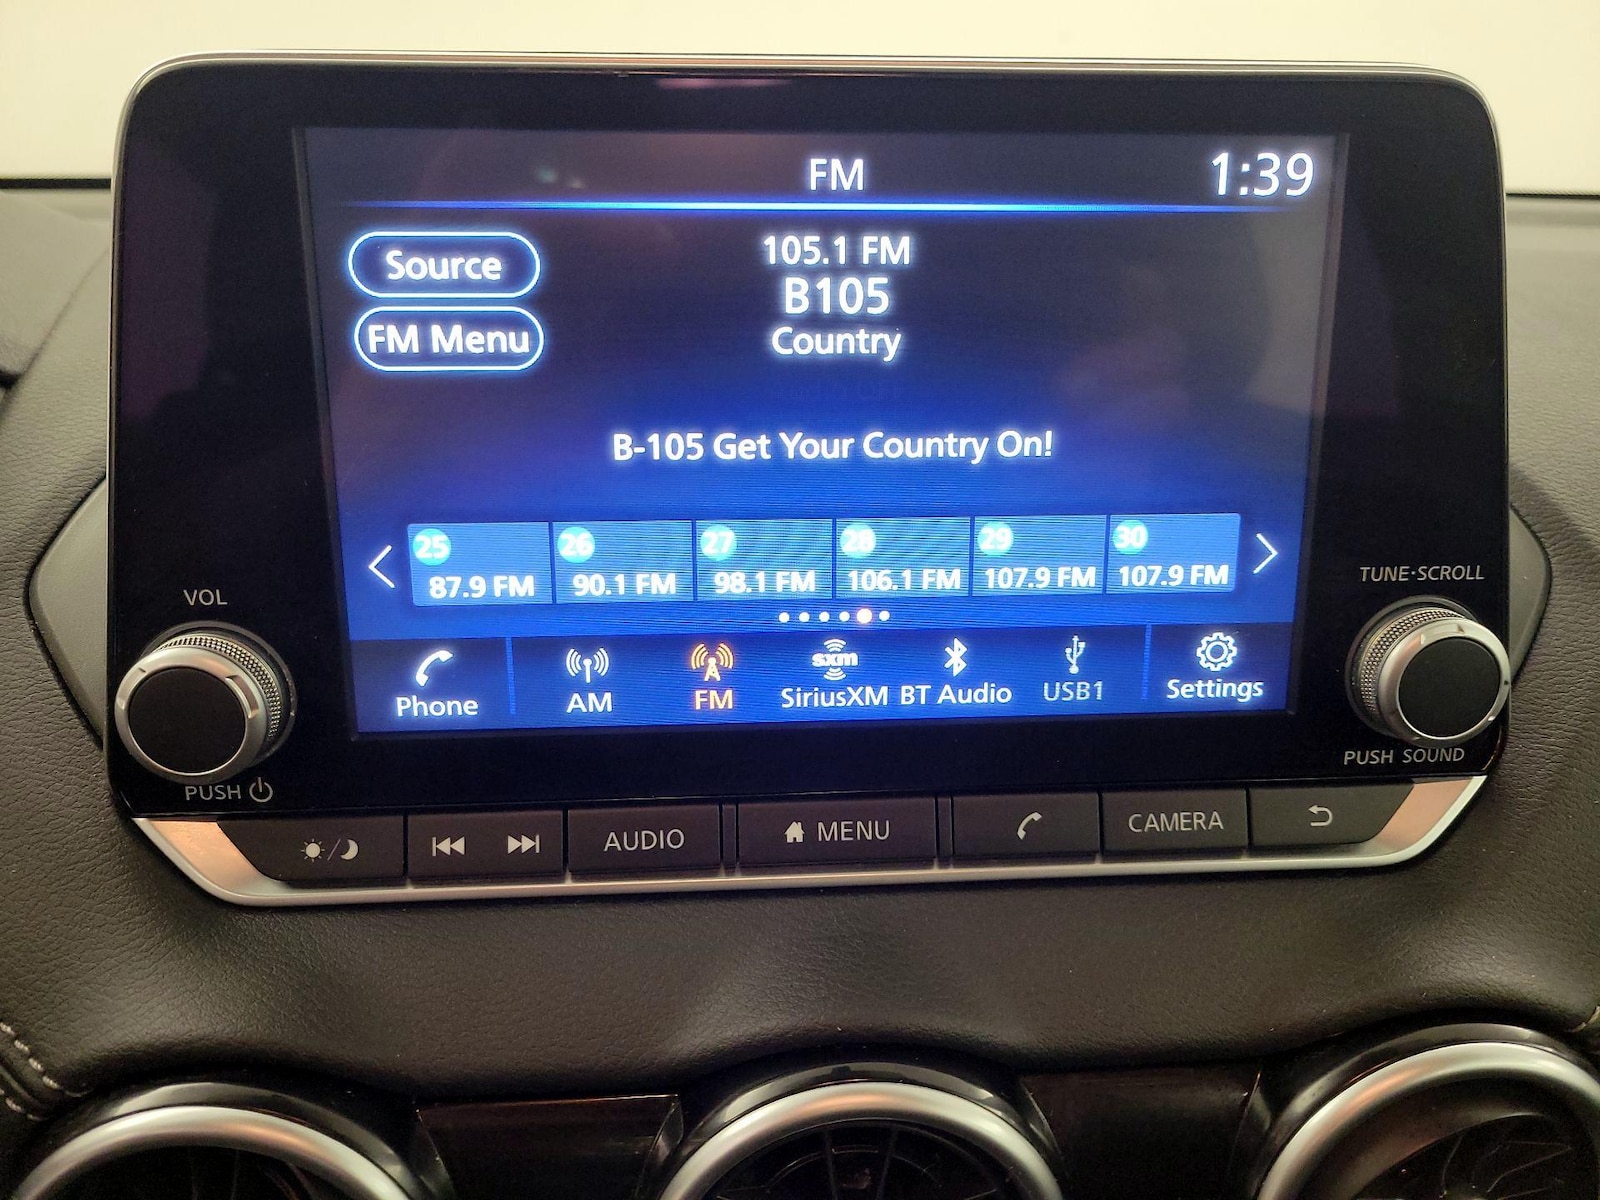 FM
1:39
Source
105.1 FM
B105
FM Menu
Country
B-105 Get Your Country On!
25
26
27
28
29
30
87.9 FM
90.1 FM
98.1 FM
106.1 FM
107.9 FM
107.9 FM
Phone
AM
FM
sxm
SiriusXM
BT Audio
USB1
Settings
VOL
PUSH
TUNE·SCROLL
PUSH SOUND
AUDIO
MENU
CAMERA